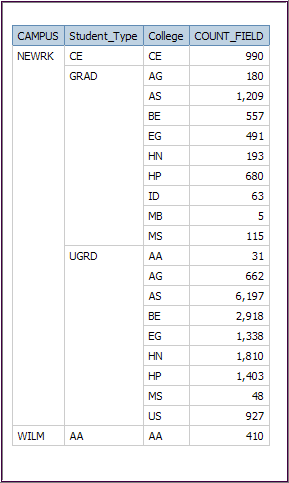 CAMPUS Student_Type College COUNT_FIELD
NEWRK CE CE 990
GRAD AG 180
AS 1,209
BE 557
EG 491
HN 193
HP 680
ID 63
MB 5
MS 115
UGRD AA 31
AG 662
AS 6,197
BE 2,918
EG 1,338
HN 1,810
HP 1,403
MS 48
US 927
WILM AA AA 410